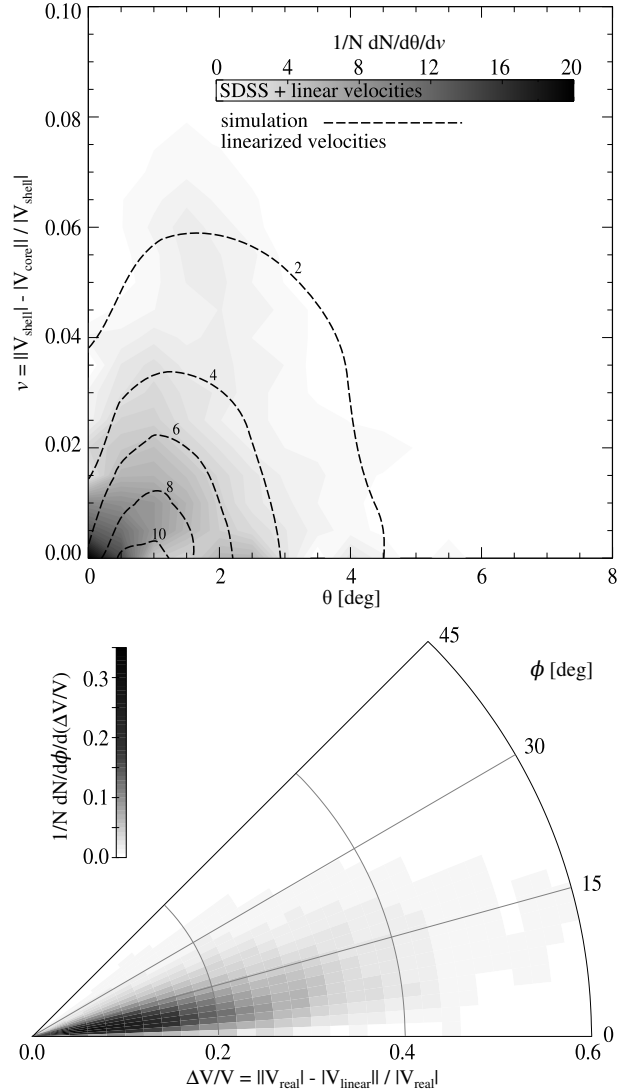 0.10
1/N dN/dθ/dν
0 4 8 12 16 20
SDSS + linear velocities
simulation
linearized velocities
0.08
0.06
0.04
0.02
0.00
ν = ||V_shell| - |V_core|| / |V_shell|
2
4
6
8
10
0 2 4 6 8
θ [deg]
45
ϕ [deg]
30
15
0
1/N dN/dϕ/d(ΔV/V)
0.3
0.2
0.1
0.0
0.0 0.2 0.4 0.6
ΔV/V = ||V_real| - |V_linear|| / |V_real|